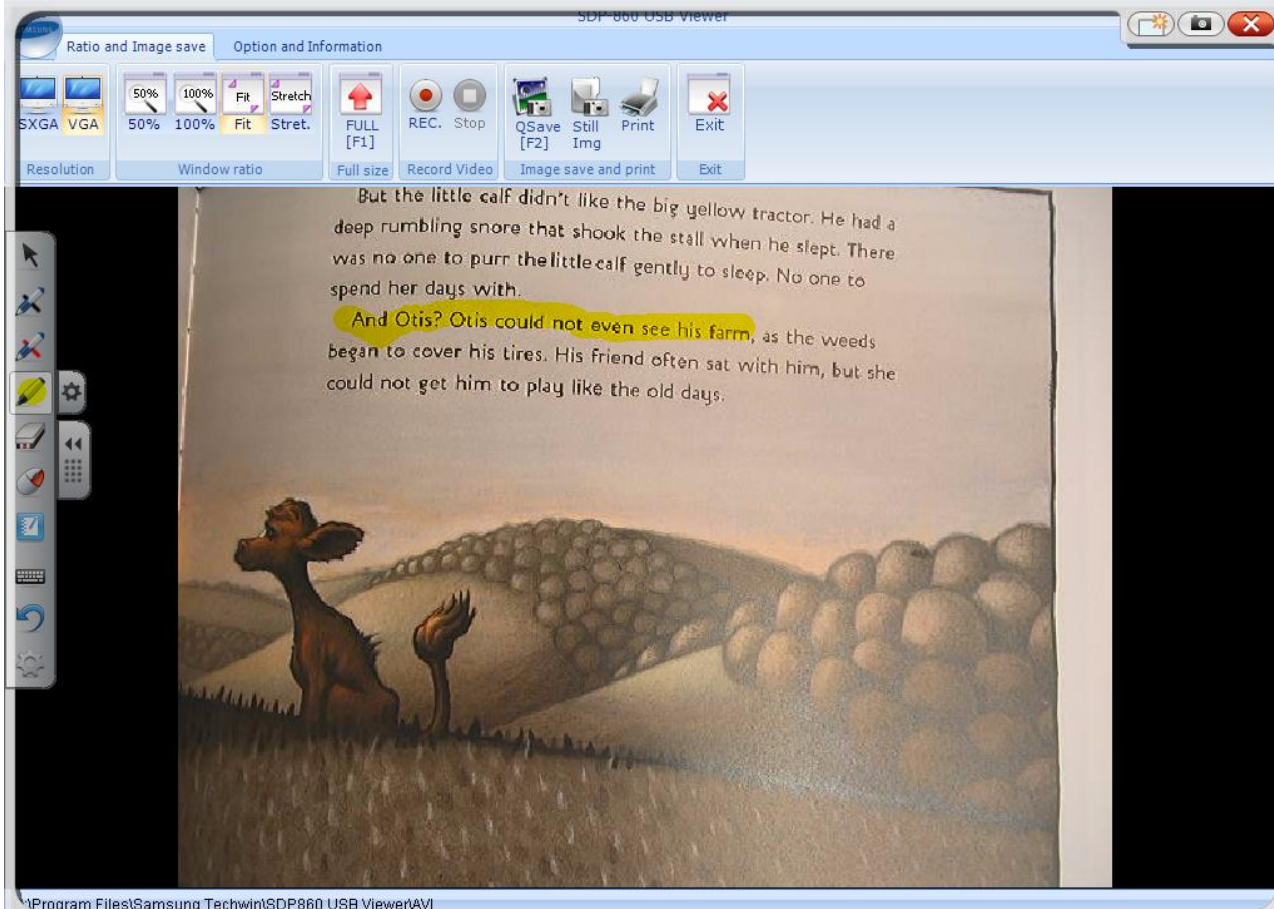 SDP-860 USB Viewer
SAMSUNG
Ratio and Image save
Option and Information
50%
100%
Fit
Stretch
SXGA
VGA
50%
100%
Fit
Stret.
FULL
[F1]
REC.
Stop
QSave
[F2]
Still
Img
Print
Exit
Resolution
Window ratio
Full size
Record Video
Image save and print
Exit
But the little calf didn't like the big yellow tractor. He had a
deep rumbling snore that shook the stall when he slept. There
was no one to purr the little calf gently to sleep. No one to
spend her days with.
And Otis? Otis could not even see his farm, as the weeds
began to cover his tires. His friend often sat with him, but she
could not get him to play like the old days.
:\Program Files\Samsung Techwin\SDP860 USB Viewer\AVI